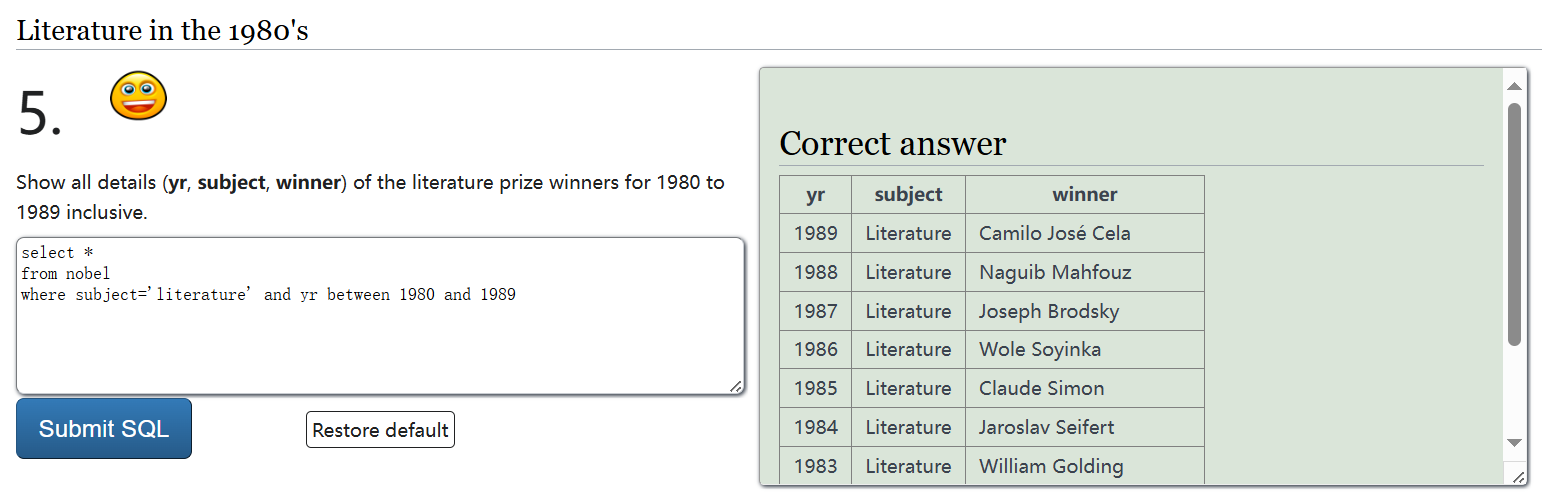 Literature in the 1980's
5.
Show all details (yr, subject, winner) of the literature prize winners for 1980 to
1989 inclusive.
select *
from nobel
where subject='literature' and yr between 1980 and 1989
Submit SQL
Restore default
Correct answer
yr subject winner
1989 Literature Camilo José Cela
1988 Literature Naguib Mahfouz
1987 Literature Joseph Brodsky
1986 Literature Wole Soyinka
1985 Literature Claude Simon
1984 Literature Jaroslav Seifert
1983 Literature William Golding